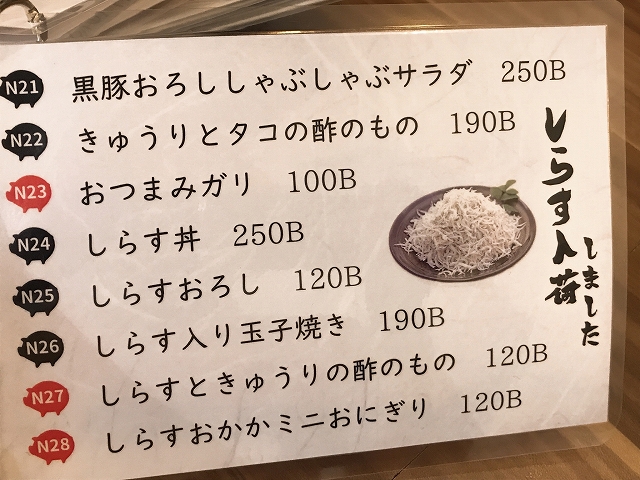 N21 黒豚おろししゃぶしゃぶサラダ 250B
N22 きゅうりとタコの酢のもの 190B
N23 おつまみガリ 100B
N24 しらす丼 250B
N25 しらすおろし 120B
N26 しらす入り玉子焼き 190B
N27 しらすときゅうりの酢のもの 120B
N28 しらすおかかミニおにぎり 120B
しらす入荷
しました